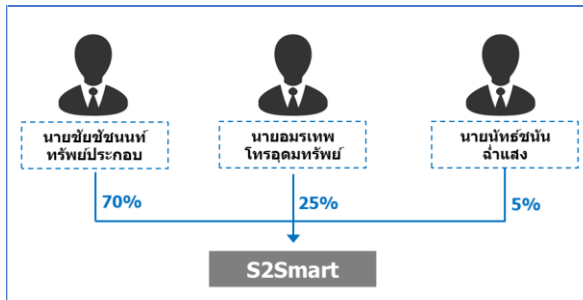 นายชัยชัชนนท์
ทรัพย์ประกอบ
นายอมรเทพ
โทรอุดมทรัพย์
นายนัทธ์ชนัน
ฉ่ำแสง
70%
25%
5%
S2Smart